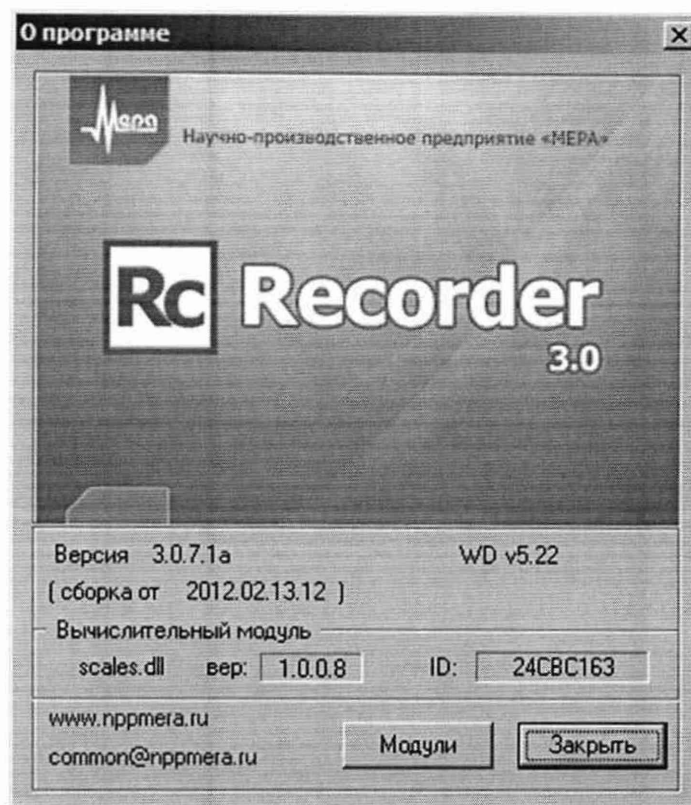 О программе
Мера
Научно-производственное предприятие «МЕРА»
Rc Recorder
3.0
Версия 3.0.7.1a WD v5.22
( сборка от 2012.02.13.12 )
Вычислительный модуль
scales.dll вер: 1.0.0.8 ID: 24CBC163
www.nppmera.ru
common@nppmera.ru
Модули Закрыть